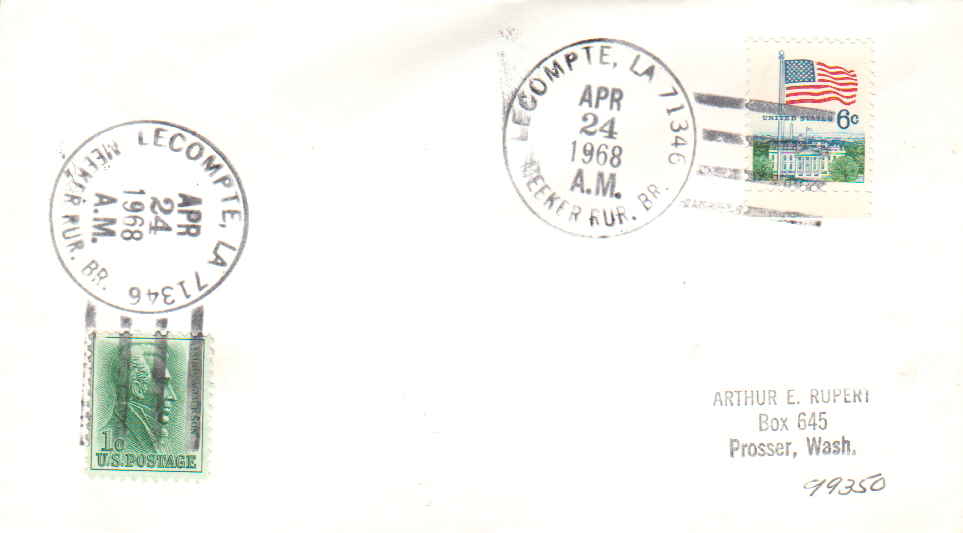 LECOMPTE, LA 71346
APR
24
1968
A.M.
MEEKER RUR. BR.
UNITED STATES 6c
LECOMPTE, LA 71346
APR
24
1968
A.M.
MEEKER RUR. BR.
1c
U.S. POSTAGE
ARTHUR E. RUPERT
Box 645
Prosser, Wash.
99350